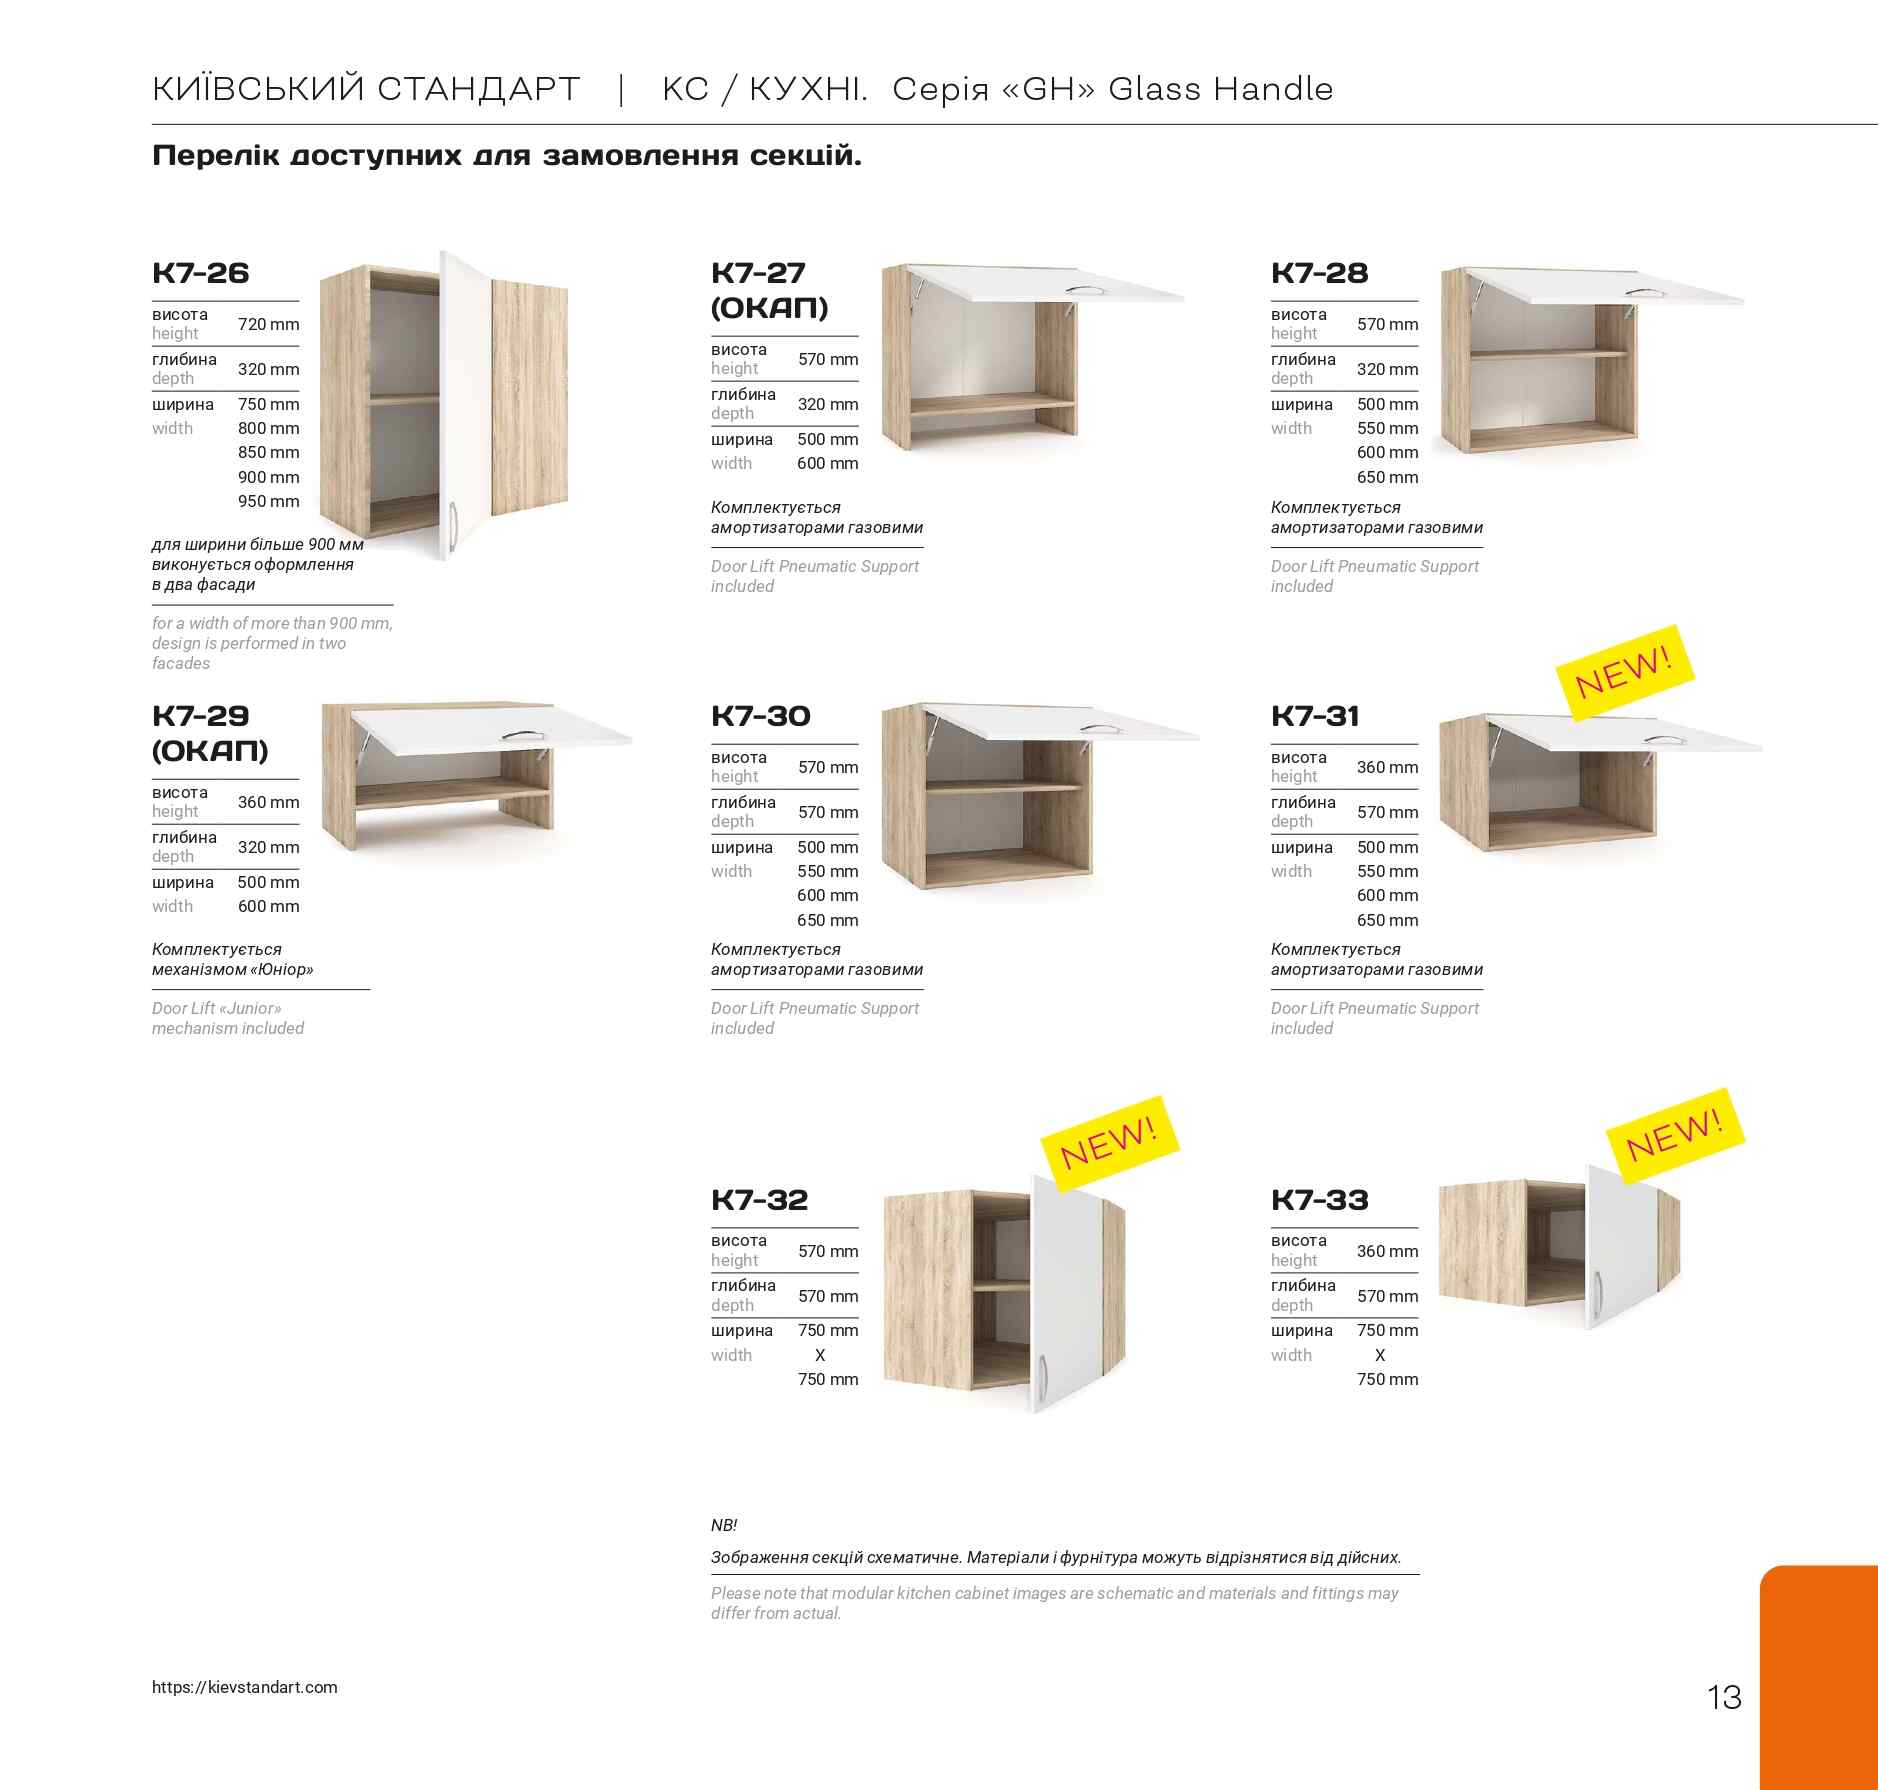 КИЇВСЬКИЙ СТАНДАРТ | КС / КУХНІ. Серія «GH» Glass Handle
Перелік доступних для замовлення секцій.
К7-26
висота
height
720 mm
глибина
depth
320 mm
ширина 750 mm
width 800 mm
850 mm
900 mm
950 mm
для ширини більше 900 мм
виконується оформлення
в два фасади
for a width of more than 900 mm,
design is performed in two
facades
К7-27
(ОКАП)
висота
height
570 mm
глибина
depth
320 mm
ширина 500 mm
width 600 mm
Комплектується
амортизаторами газовими
Door Lift Pneumatic Support
included
К7-28
висота
height
570 mm
глибина
depth
320 mm
ширина 500 mm
width 550 mm
600 mm
650 mm
Комплектується
амортизаторами газовими
Door Lift Pneumatic Support
included
К7-29
(ОКАП)
висота
height
360 mm
глибина
depth
320 mm
ширина 500 mm
width 600 mm
Комплектується
механізмом «Юніор»
Door Lift «Junior»
mechanism included
К7-30
висота
height
570 mm
глибина
depth
570 mm
ширина 500 mm
width 550 mm
600 mm
650 mm
Комплектується
амортизаторами газовими
Door Lift Pneumatic Support
included
NEW!
К7-31
висота
height
360 mm
глибина
depth
570 mm
ширина 500 mm
width 550 mm
600 mm
650 mm
Комплектується
амортизаторами газовими
Door Lift Pneumatic Support
included
NEW!
К7-32
висота
height
570 mm
глибина
depth
570 mm
ширина 750 mm
width X
750 mm
NEW!
К7-33
висота
height
360 mm
глибина
depth
570 mm
ширина 750 mm
width X
750 mm
NB!
Зображення секцій схематичне. Матеріали і фурнітура можуть відрізнятися від дійсних.
Please note that modular kitchen cabinet images are schematic and materials and fittings may
differ from actual.
https://kievstandart.com
13